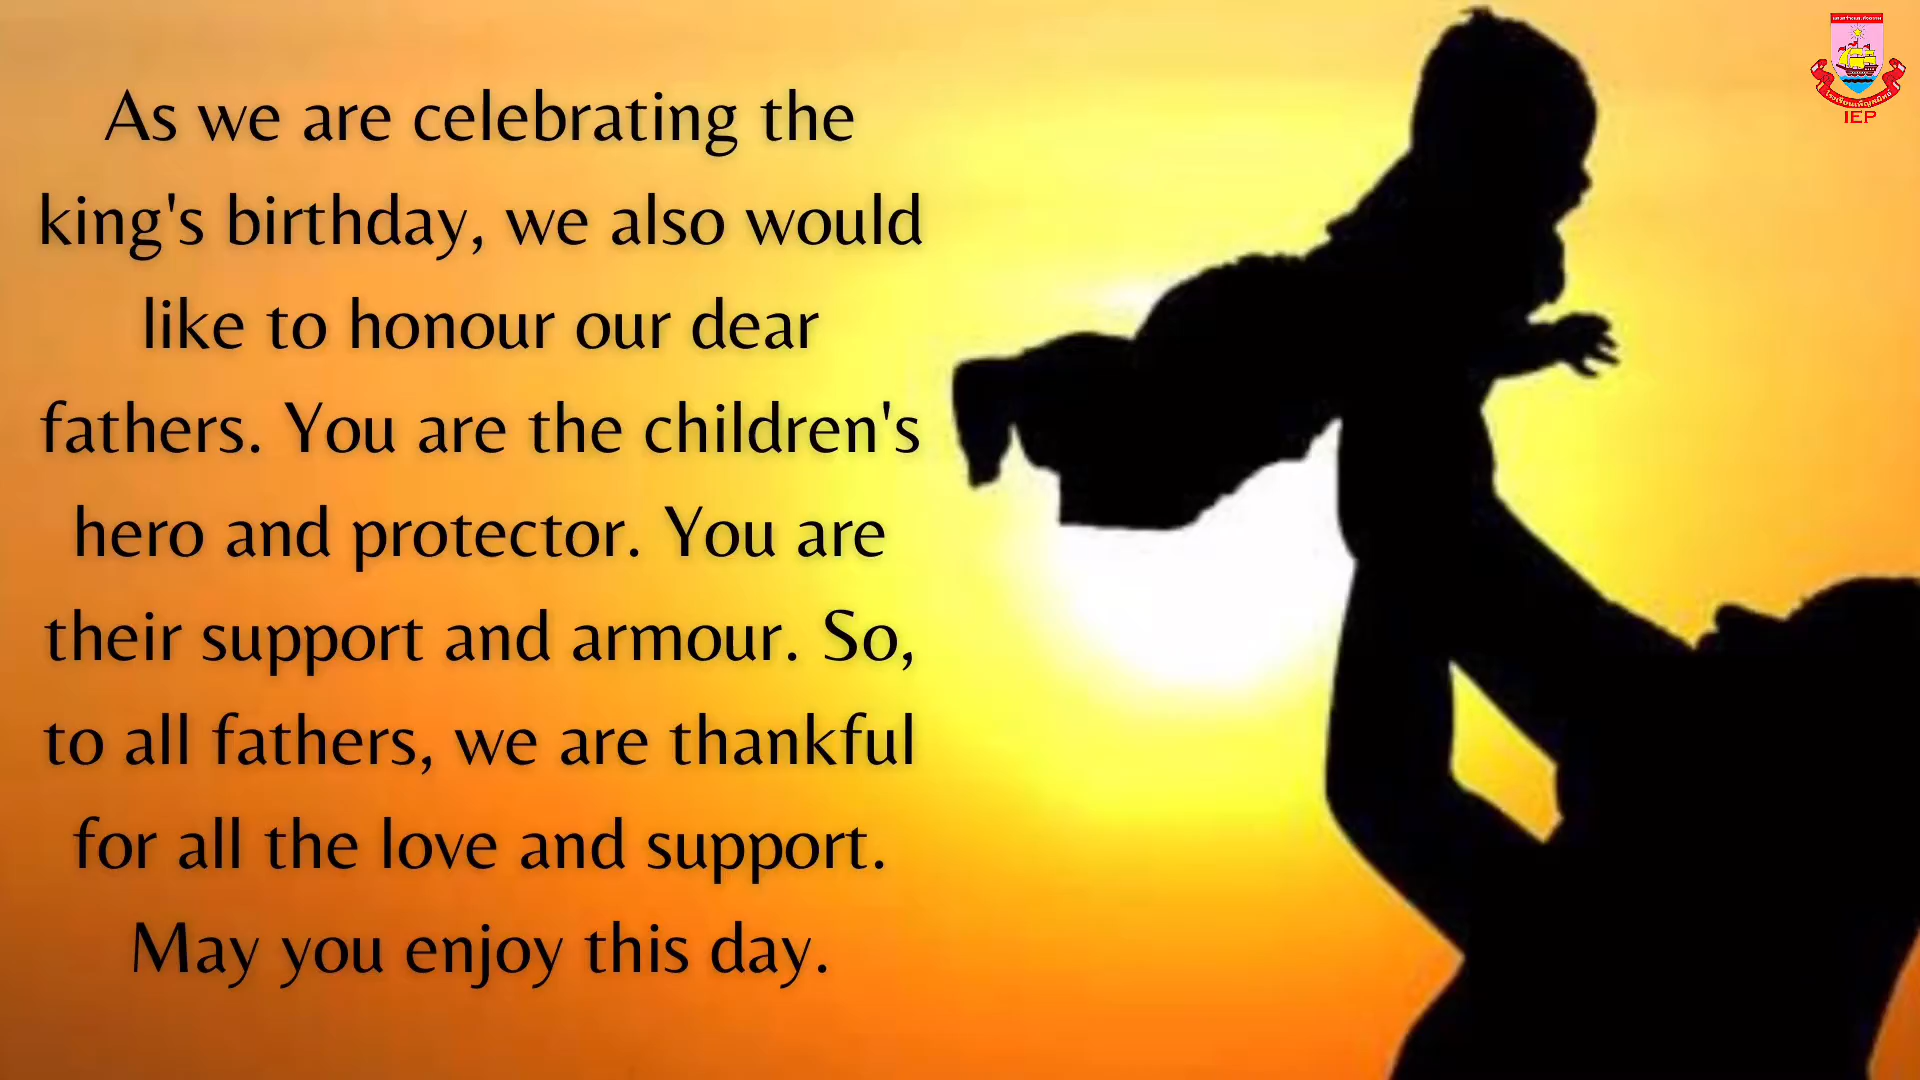 As we are celebrating the
king's birthday, we also would
like to honour our dear
fathers. You are the children's
hero and protector. You are
their support and armour. So,
to all fathers, we are thankful
for all the love and support.
May you enjoy this day.
IEP